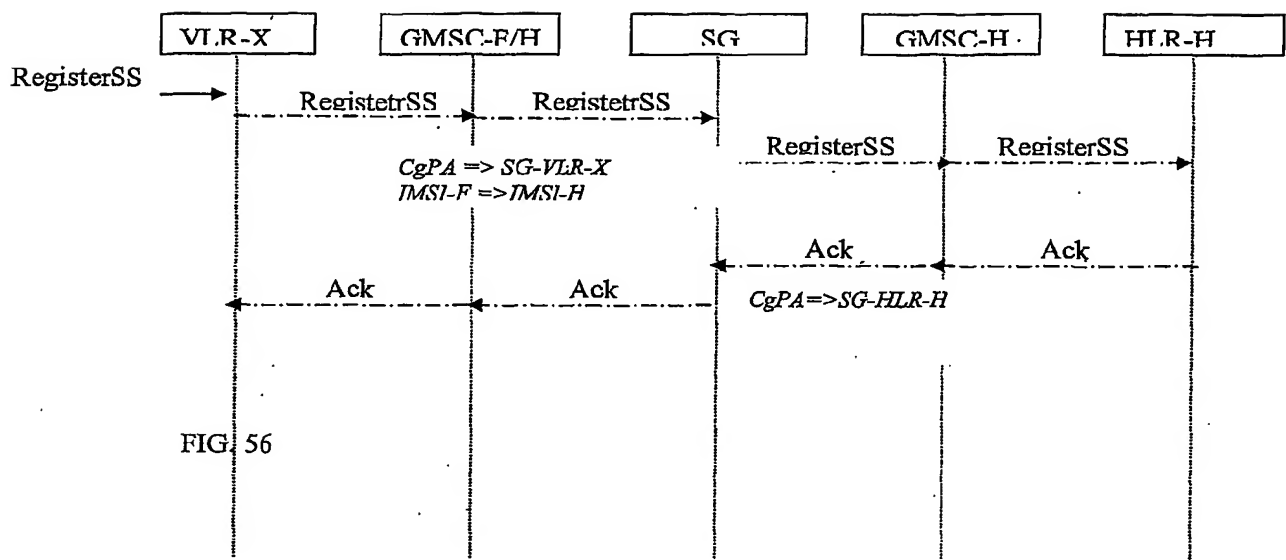 VLR-X GMSC-F/H SG GMSC-H HLR-H
RegisterSS
RegistetrSS RegistetrSS
RegisterSS RegisterSS
CgPA => SG-VLR-X
IMSI-F =>IMSI-H
Ack Ack
Ack Ack
CgPA=>SG-HLR-H
FIG. 56